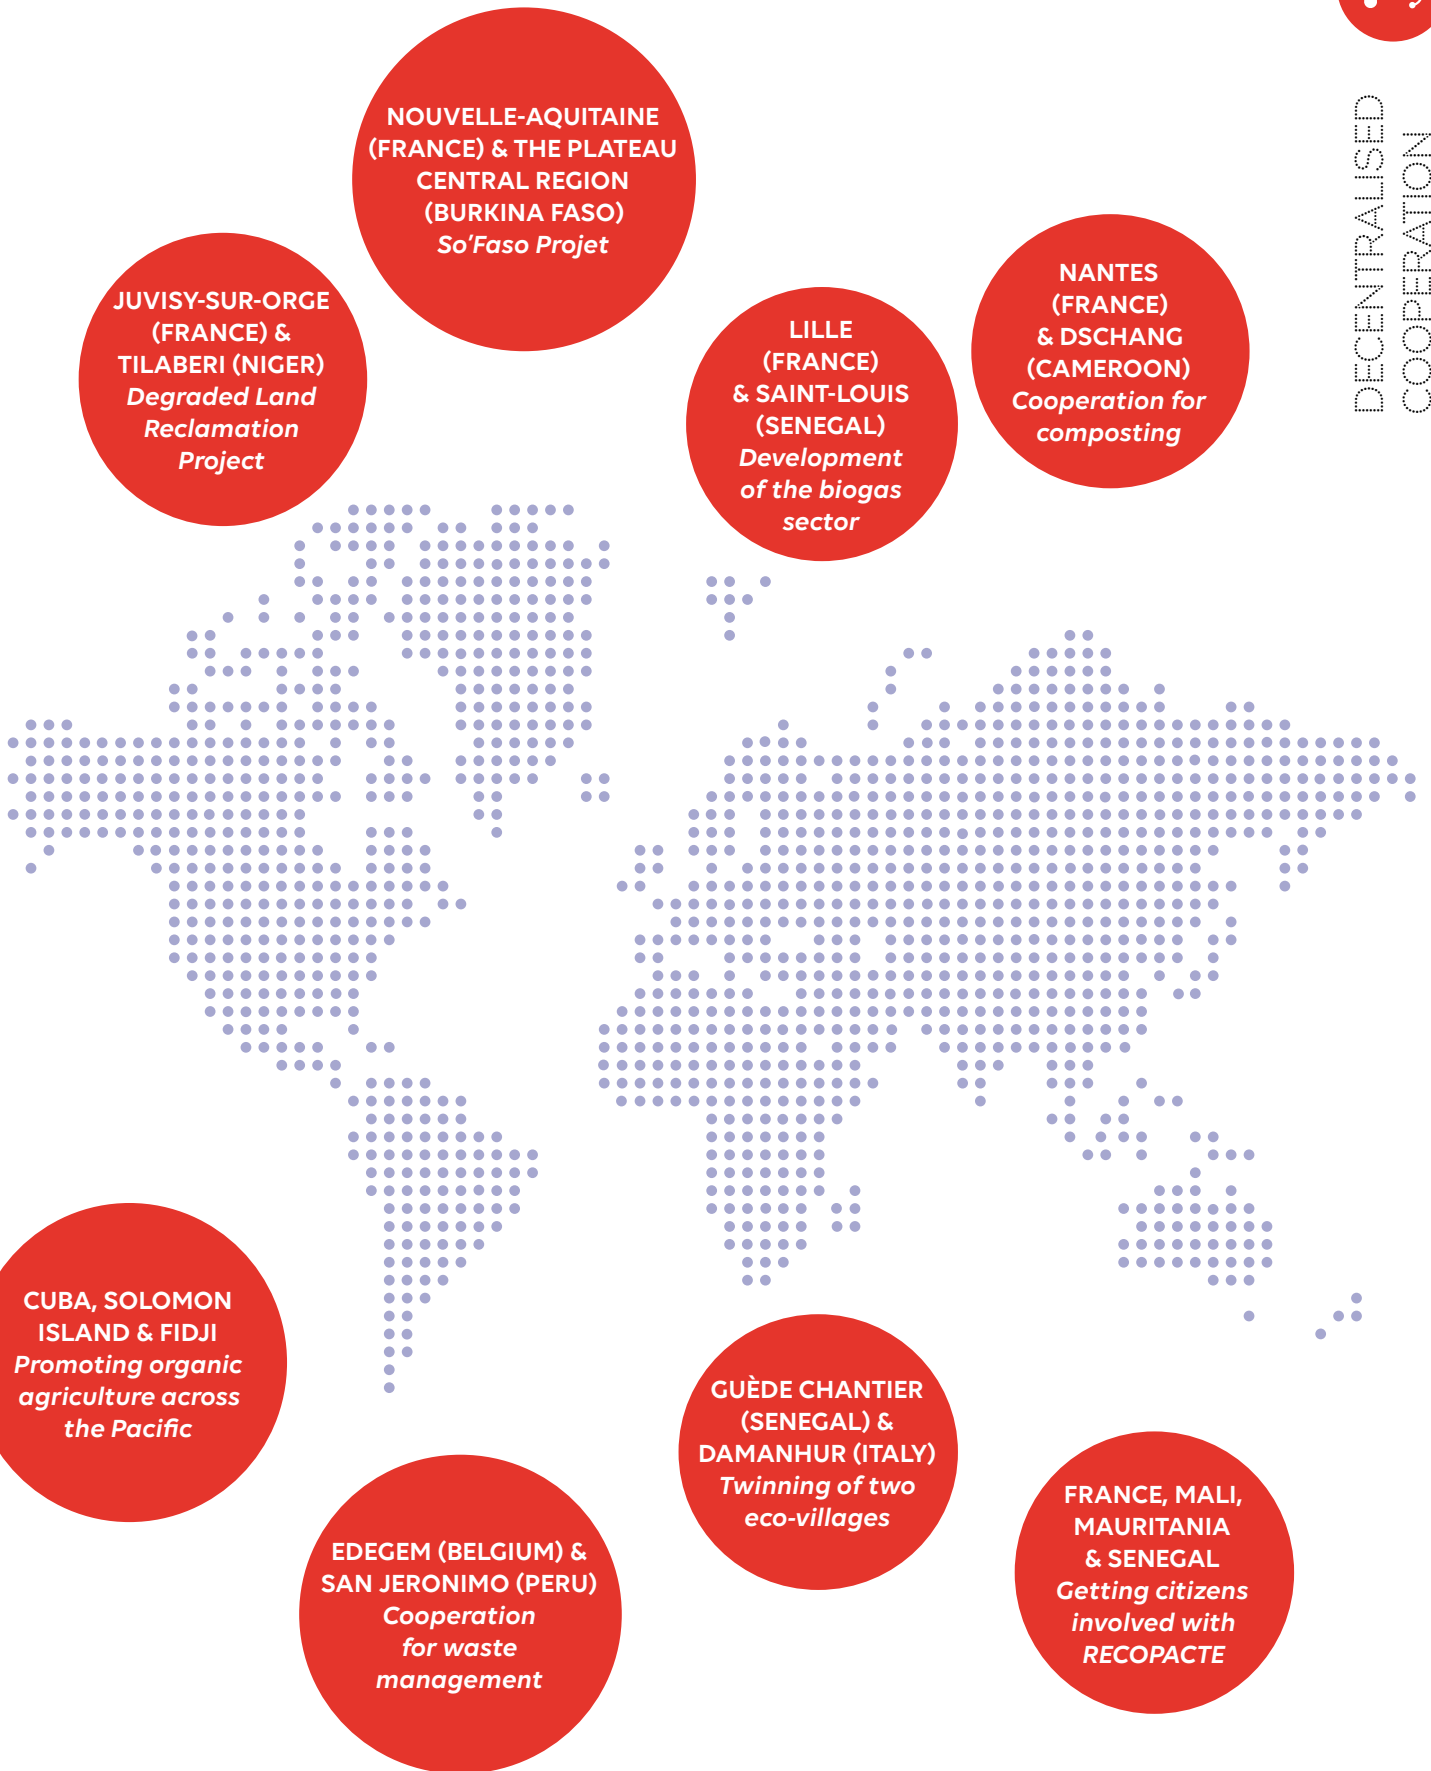 DECENTRALISED
COOPERATION
NOUVELLE-AQUITAINE
(FRANCE) & THE PLATEAU
CENTRAL REGION
(BURKINA FASO)
So’Faso Projet
JUVISY-SUR-ORGE
(FRANCE) &
TILABERI (NIGER)
Degraded Land
Reclamation
Project
LILLE
(FRANCE)
& SAINT-LOUIS
(SENEGAL)
Development
of the biogas
sector
NANTES
(FRANCE)
& DSCHANG
(CAMEROON)
Cooperation for
composting
CUBA, SOLOMON
ISLAND & FIDJI
Promoting organic
agriculture across
the Pacific
EDEGEM (BELGIUM) &
SAN JERONIMO (PERU)
Cooperation
for waste
management
GUÈDE CHANTIER
(SENEGAL) &
DAMANHUR (ITALY)
Twinning of two
eco-villages
FRANCE, MALI,
MAURITANIA
& SENEGAL
Getting citizens
involved with
RECOPACTE